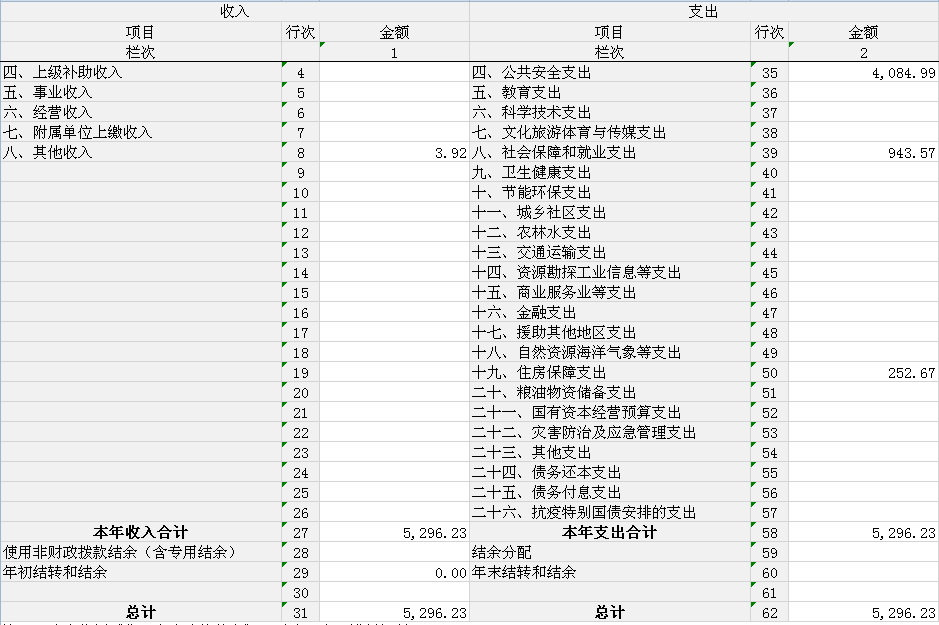 收入 支出
项目 行次 金额 项目 行次 金额
栏次 1 栏次 2
四、上级补助收入 4 四、公共安全支出 35 4,084.99
五、事业收入 5 五、教育支出 36
六、经营收入 6 六、科学技术支出 37
七、附属单位上缴收入 7 七、文化旅游体育与传媒支出 38
八、其他收入 8 3.92 八、社会保障和就业支出 39 943.57
9 九、卫生健康支出 40
10 十、节能环保支出 41
11 十一、城乡社区支出 42
12 十二、农林水支出 43
13 十三、交通运输支出 44
14 十四、资源勘探工业信息等支出 45
15 十五、商业服务业等支出 46
16 十六、金融支出 47
17 十七、援助其他地区支出 48
18 十八、自然资源海洋气象等支出 49
19 十九、住房保障支出 50 252.67
20 二十、粮油物资储备支出 51
21 二十一、国有资本经营预算支出 52
22 二十二、灾害防治及应急管理支出 53
23 二十三、其他支出 54
24 二十四、债务还本支出 55
25 二十五、债务付息支出 56
26 二十六、抗疫特别国债安排的支出 57
本年收入合计 27 5,296.23 本年支出合计 58 5,296.23
使用非财政拨款结余（含专用结余） 28 结余分配 59
年初结转和结余 29 0.00 年末结转和结余 60
30 61
总计 31 5,296.23 总计 62 5,296.23